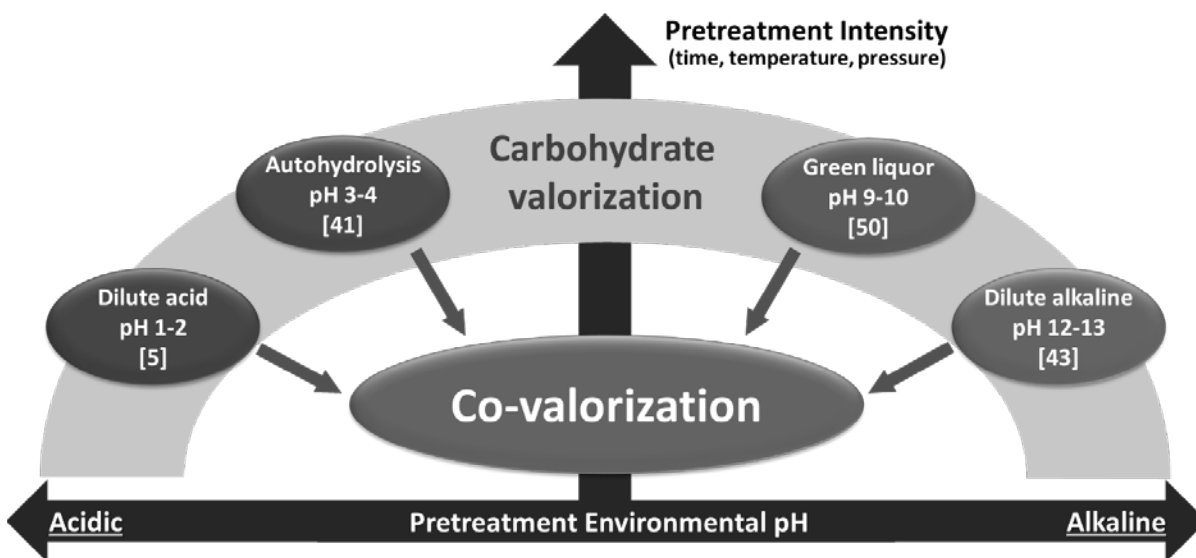 Pretreatment Intensity
(time, temperature, pressure)
Carbohydrate
valorization
Autohydrolysis
pH 3-4
[41]
Green liquor
pH 9-10
[50]
Dilute acid
pH 1-2
[5]
Dilute alkaline
pH 12-13
[43]
Co-valorization
Acidic
Pretreatment Environmental pH
Alkaline